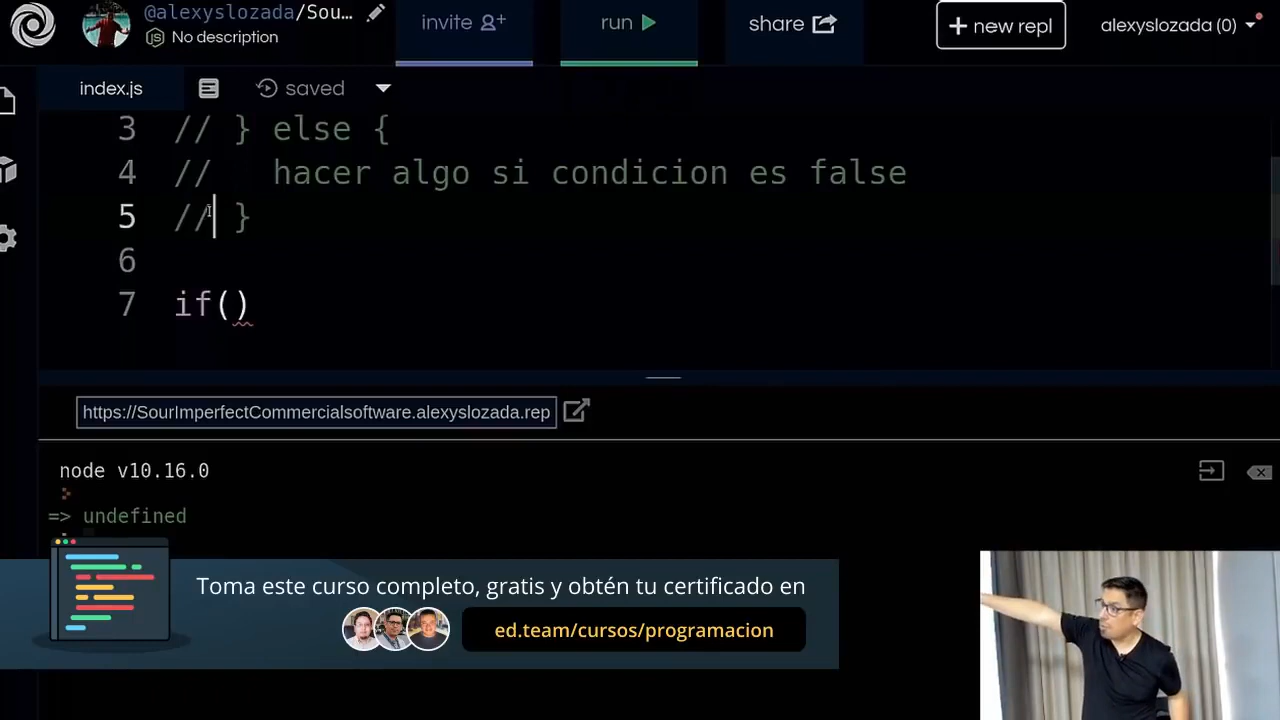 @alexyslozada/Sour...
No description
invite
run
share
+ new repl
alexyslozada (0)
index.js
saved
3 // } else {
4 //   hacer algo si condicion es false
5 // }
6
7 if()
https://SourImperfectCommercialsoftware.alexyslozada.rep
node v10.16.0
=> undefined
Toma este curso completo, gratis y obtén tu certificado en
ed.team/cursos/programacion